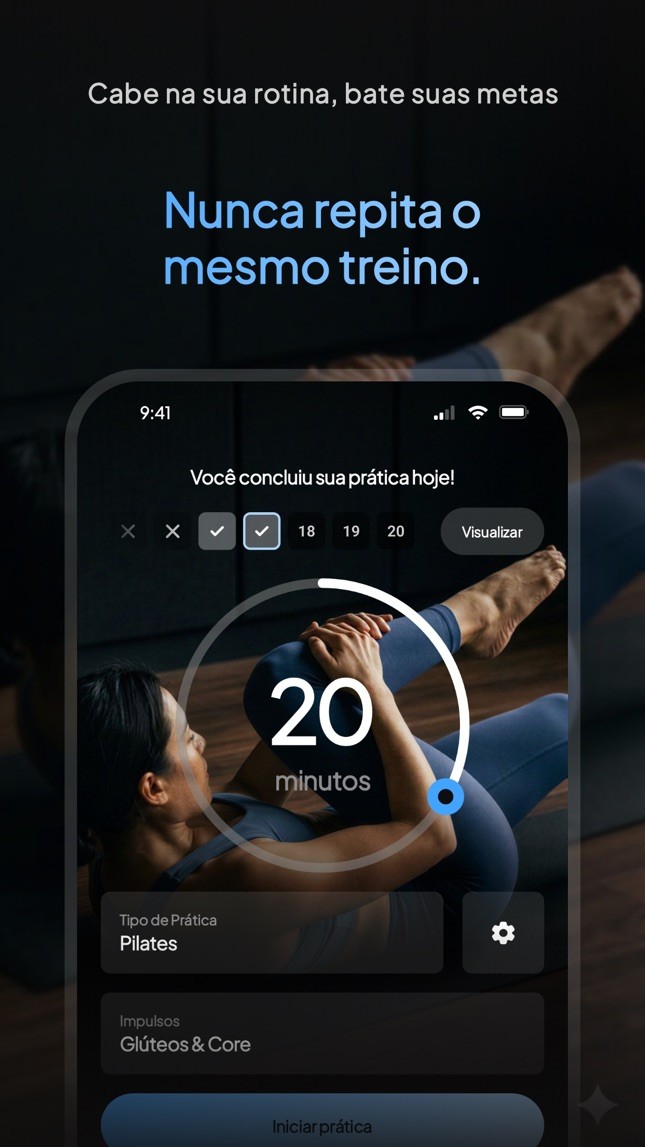 Cabe na sua rotina, bate suas metas
Nunca repita o
mesmo treino.
9:41
Você concluiu sua prática hoje!
18 19 20 Visualizar
20
minutos
Tipo de Prática
Pilates
Impulsos
Glúteos & Core
Iniciar prática